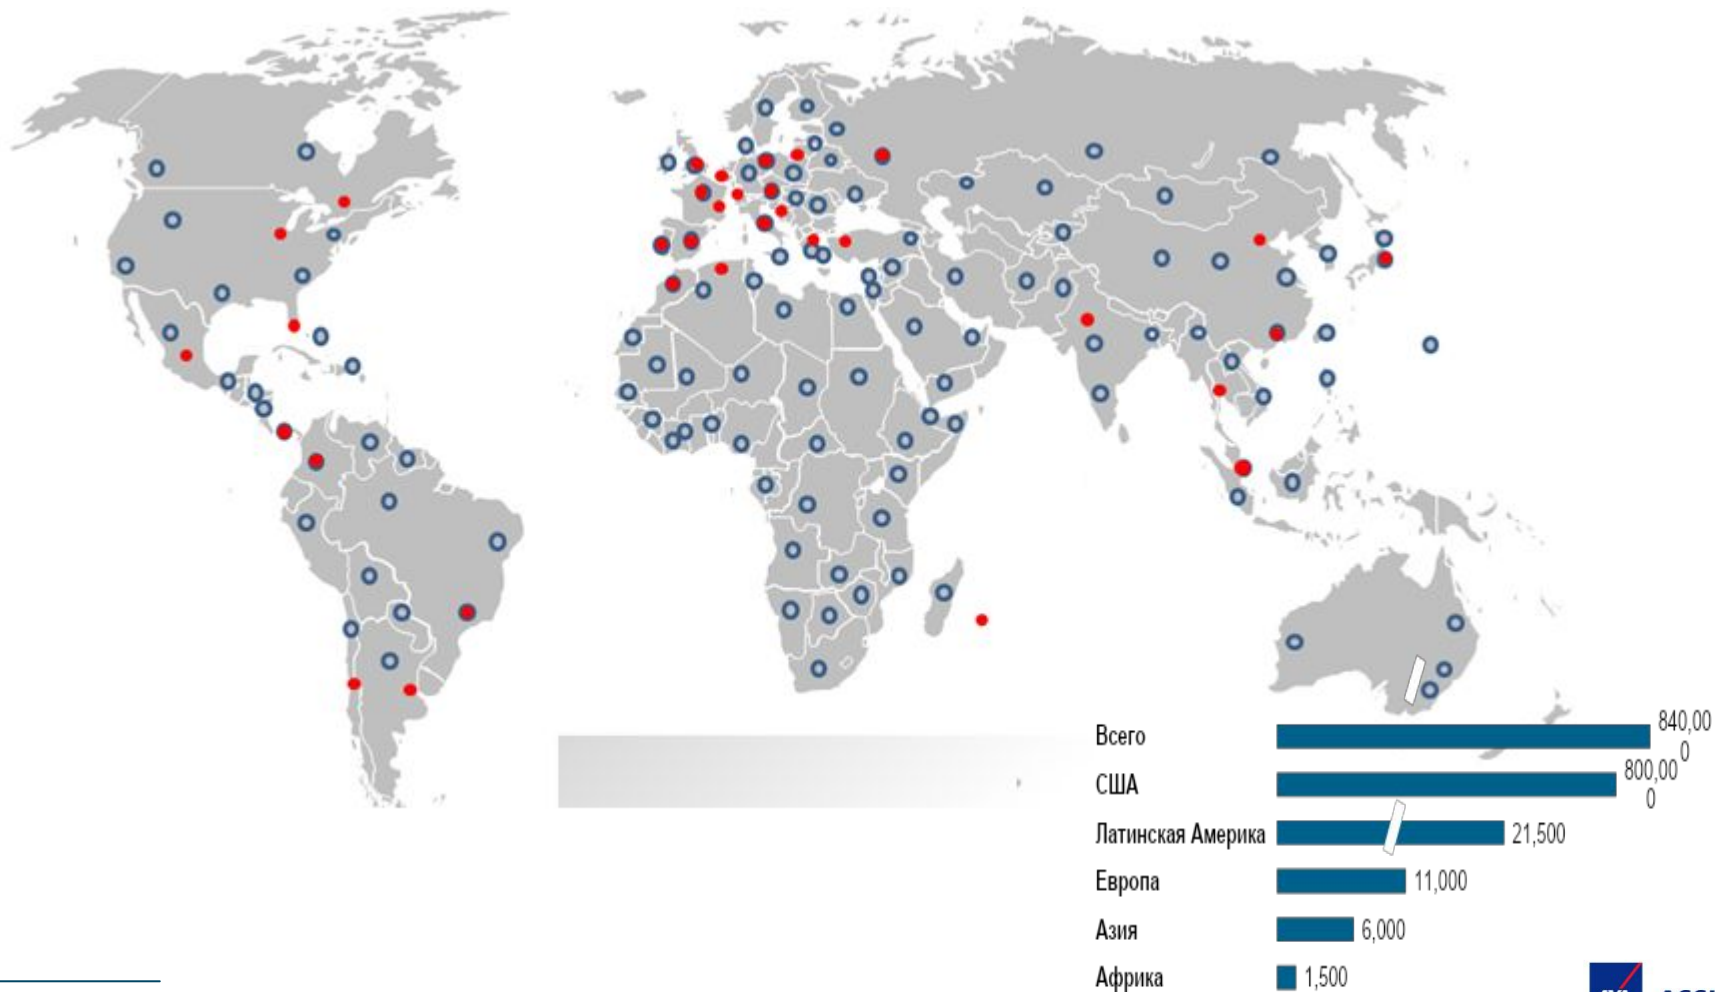 Всего
840,00
0
США
800,00
0
Латинская Америка
21,500
Европа
11,000
Азия
6,000
Африка
1,500